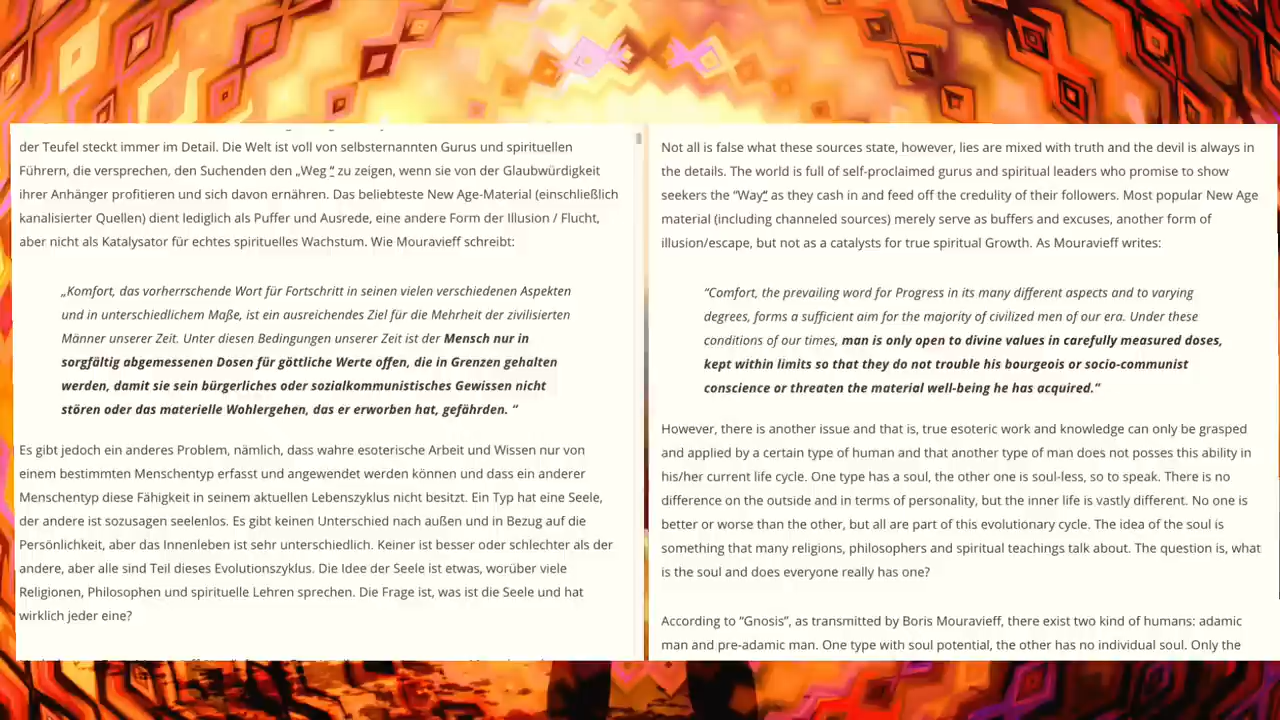 der Teufel steckt immer im Detail. Die Welt ist voll von selbsternannten Gurus und spirituellen
Führern, die versprechen, den Suchenden den „Weg “ zu zeigen, wenn sie von der Glaubwürdigkeit
ihrer Anhänger profitieren und sich davon ernähren. Das beliebteste New Age-Material (einschließlich
kanalisierter Quellen) dient lediglich als Puffer und Ausrede, eine andere Form der Illusion / Flucht,
aber nicht als Katalysator für echtes spirituelles Wachstum. Wie Mouravieff schreibt:
„Komfort, das vorherrschende Wort für Fortschritt in seinen vielen verschiedenen Aspekten
und in unterschiedlichem Maße, ist ein ausreichendes Ziel für die Mehrheit der zivilisierten
Männer unserer Zeit. Unter diesen Bedingungen unserer Zeit ist der Mensch nur in
sorgfältig abgemessenen Dosen für göttliche Werte offen, die in Grenzen gehalten
werden, damit sie sein bürgerliches oder sozialkommunistisches Gewissen nicht
stören oder das materielle Wohlergehen, das er erworben hat, gefährden. “
Es gibt jedoch ein anderes Problem, nämlich, dass wahre esoterische Arbeit und Wissen nur von
einem bestimmten Menschentyp erfasst und angewendet werden können und dass ein anderer
Menschentyp diese Fähigkeit in seinem aktuellen Lebenszyklus nicht besitzt. Ein Typ hat eine Seele,
der andere ist sozusagen seelenlos. Es gibt keinen Unterschied nach außen und in Bezug auf die
Persönlichkeit, aber das Innenleben ist sehr unterschiedlich. Keiner ist besser oder schlechter als der
andere, aber alle sind Teil dieses Evolutionszyklus. Die Idee der Seele ist etwas, worüber viele
Religionen, Philosophen und spirituelle Lehren sprechen. Die Frage ist, was ist die Seele und hat
wirklich jeder eine?
Not all is false what these sources state, however, lies are mixed with truth and the devil is always in
the details. The world is full of self-proclaimed gurus and spiritual leaders who promise to show
seekers the “Way“ as they cash in and feed off the credulity of their followers. Most popular New Age
material (including channeled sources) merely serve as buffers and excuses, another form of
illusion/escape, but not as a catalysts for true spiritual Growth. As Mouravieff writes:
“Comfort, the prevailing word for Progress in its many different aspects and to varying
degrees, forms a sufficient aim for the majority of civilized men of our era. Under these
conditions of our times, man is only open to divine values in carefully measured doses,
kept within limits so that they do not trouble his bourgeois or socio-communist
conscience or threaten the material well-being he has acquired.“
However, there is another issue and that is, true esoteric work and knowledge can only be grasped
and applied by a certain type of human and that another type of man does not posses this ability in
his/her current life cycle. One type has a soul, the other one is soul-less, so to speak. There is no
difference on the outside and in terms of personality, but the inner life is vastly different. No one is
better or worse than the other, but all are part of this evolutionary cycle. The idea of the soul is
something that many religions, philosophers and spiritual teachings talk about. The question is, what
is the soul and does everyone really has one?
According to “Gnosis”, as transmitted by Boris Mouravieff, there exist two kind of humans: adamic
man and pre-adamic man. One type with soul potential, the other has no individual soul. Only the